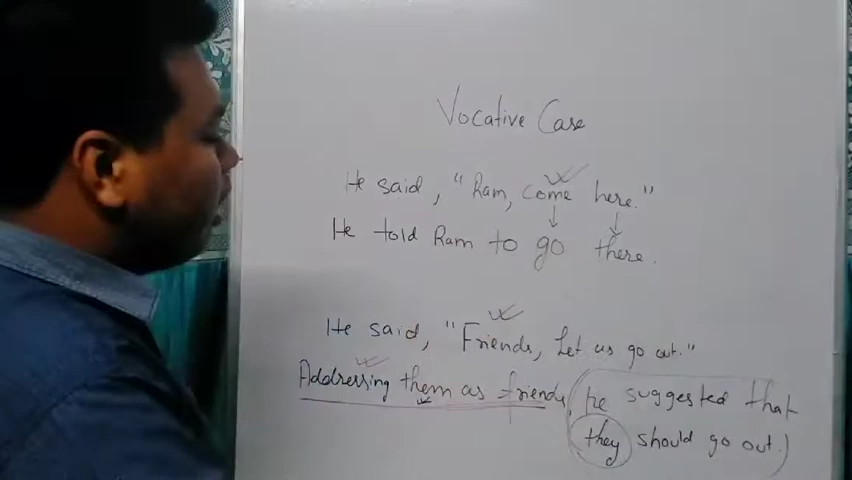 Vocative Case
He said, "Ram, come here."
He told Ram to go there.
He said, "Friends, Let us go out."
Addressing them as friends, he suggested that
they should go out.)